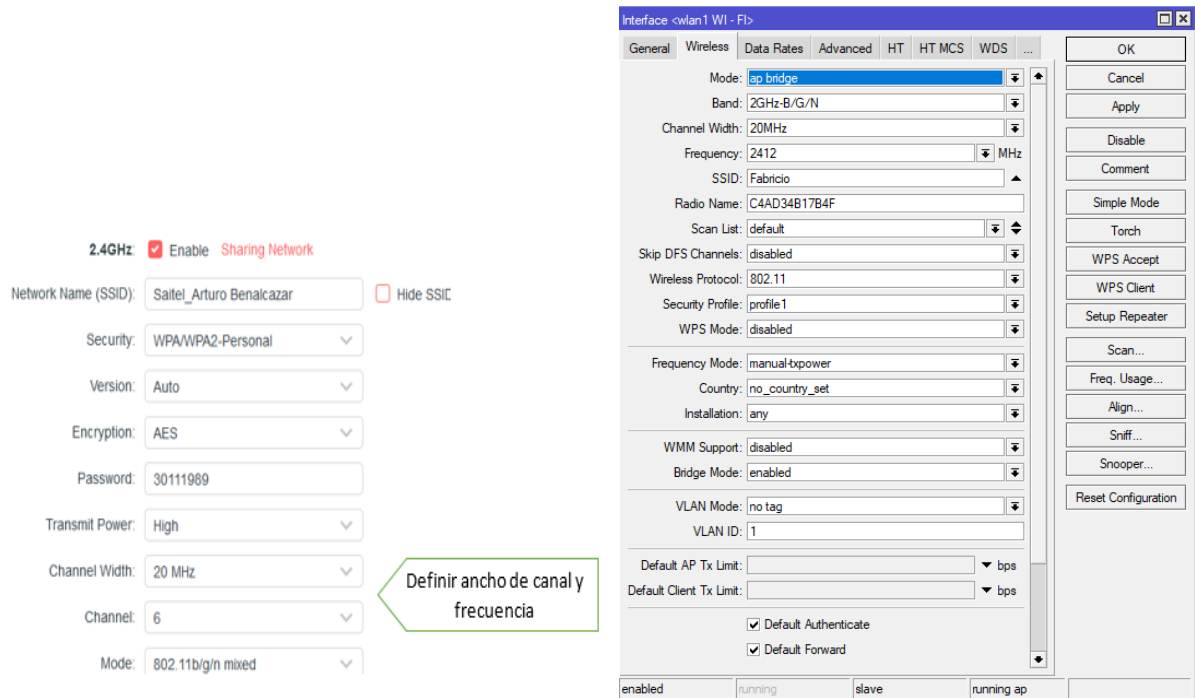 2.4GHz: Enable Sharing Network
Network Name (SSID): Saitel_Arturo Benalcazar Hide SSID
Security: WPA/WPA2-Personal
Version: Auto
Encryption: AES
Password: 30111989
Transmit Power: High
Channel Width: 20 MHz
Channel: 6
Mode: 802.11b/g/n mixed
Definir ancho de canal y
frecuencia
Interface <wlan1 WI - FI>
General Wireless Data Rates Advanced HT HT MCS WDS ...
Mode: ap bridge
Band: 2GHz-B/G/N
Channel Width: 20MHz
Frequency: 2412 MHz
SSID: Fabricio
Radio Name: C4AD34B17B4F
Scan List: default
Skip DFS Channels: disabled
Wireless Protocol: 802.11
Security Profile: profile1
WPS Mode: disabled
Frequency Mode: manual-txpower
Country: no_country_set
Installation: any
WMM Support: disabled
Bridge Mode: enabled
VLAN Mode: no tag
VLAN ID: 1
Default AP Tx Limit: bps
Default Client Tx Limit: bps
Default Authenticate
Default Forward
OK
Cancel
Apply
Disable
Comment
Simple Mode
Torch
WPS Accept
WPS Client
Setup Repeater
Scan...
Freq. Usage...
Align...
Sniff...
Snooper...
Reset Configuration
enabled running slave running ap